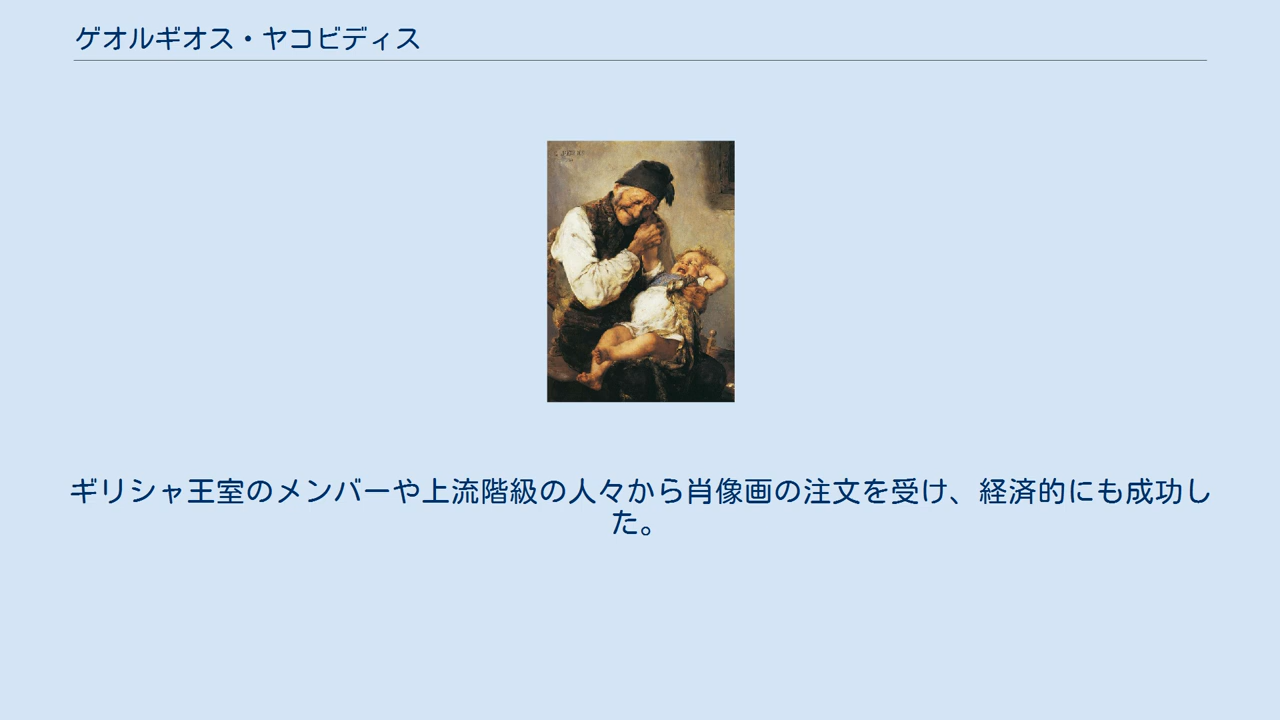 ゲオルギオス・ヤコビディス
ギリシャ王室のメンバーや上流階級の人々から肖像画の注文を受け、経済的にも成功し
た。